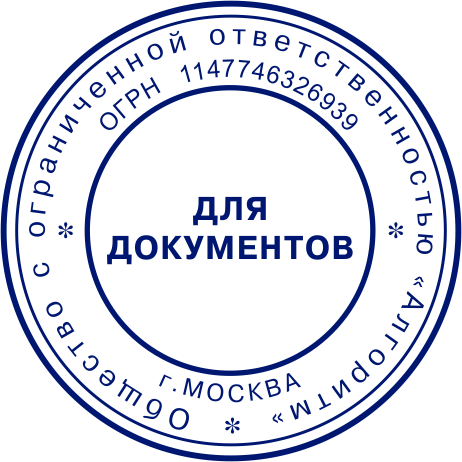 Общество с ограниченной ответственностью «Алгоритм»
ОГРН 1147746326939
ДЛЯ
ДОКУМЕНТОВ
г.МОСКВА